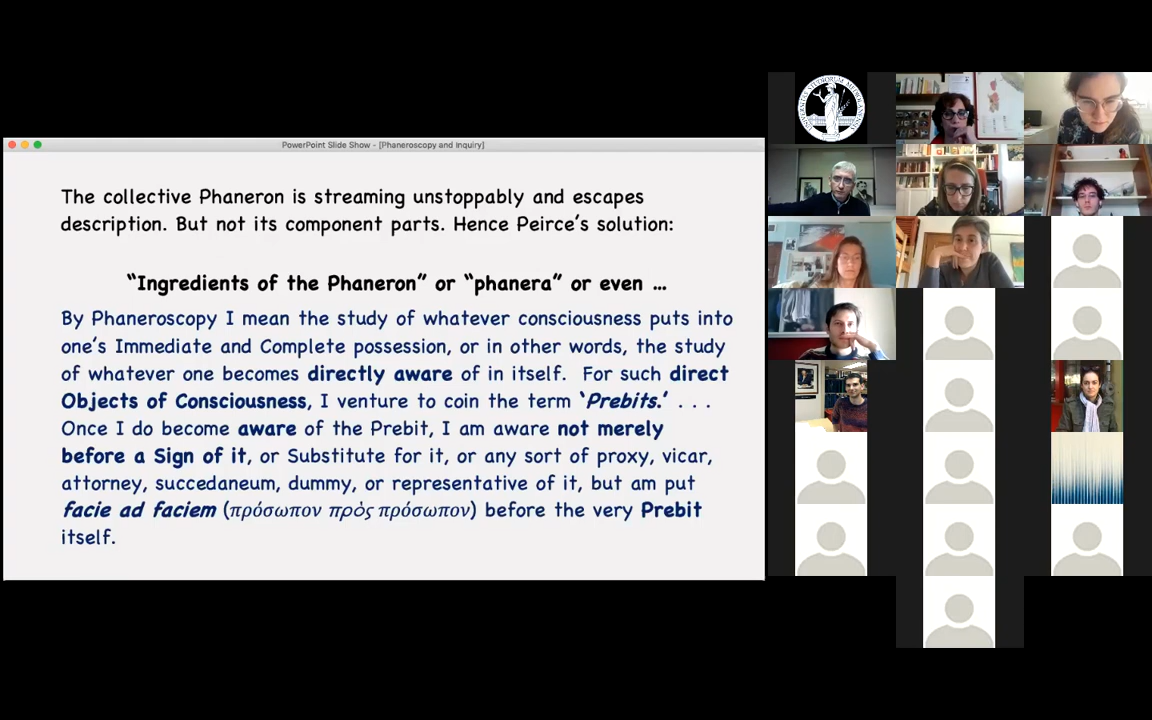 PowerPoint Slide Show - [Phaneroscopy and Inquiry]
The collective Phaneron is streaming unstoppably and escapes
description. But not its component parts. Hence Peirce's solution:
“Ingredients of the Phaneron” or “phanera” or even ...
By Phaneroscopy I mean the study of whatever consciousness puts into
one's Immediate and Complete possession, or in other words, the study
of whatever one becomes directly aware of in itself. For such direct
Objects of Consciousness, I venture to coin the term ‘Prebits.’ . . .
Once I do become aware of the Prebit, I am aware not merely
before a Sign of it, or Substitute for it, or any sort of proxy, vicar,
attorney, succedaneum, dummy, or representative of it, but am put
facie ad faciem (πρόσωπον πρὸς πρόσωπον) before the very Prebit
itself.